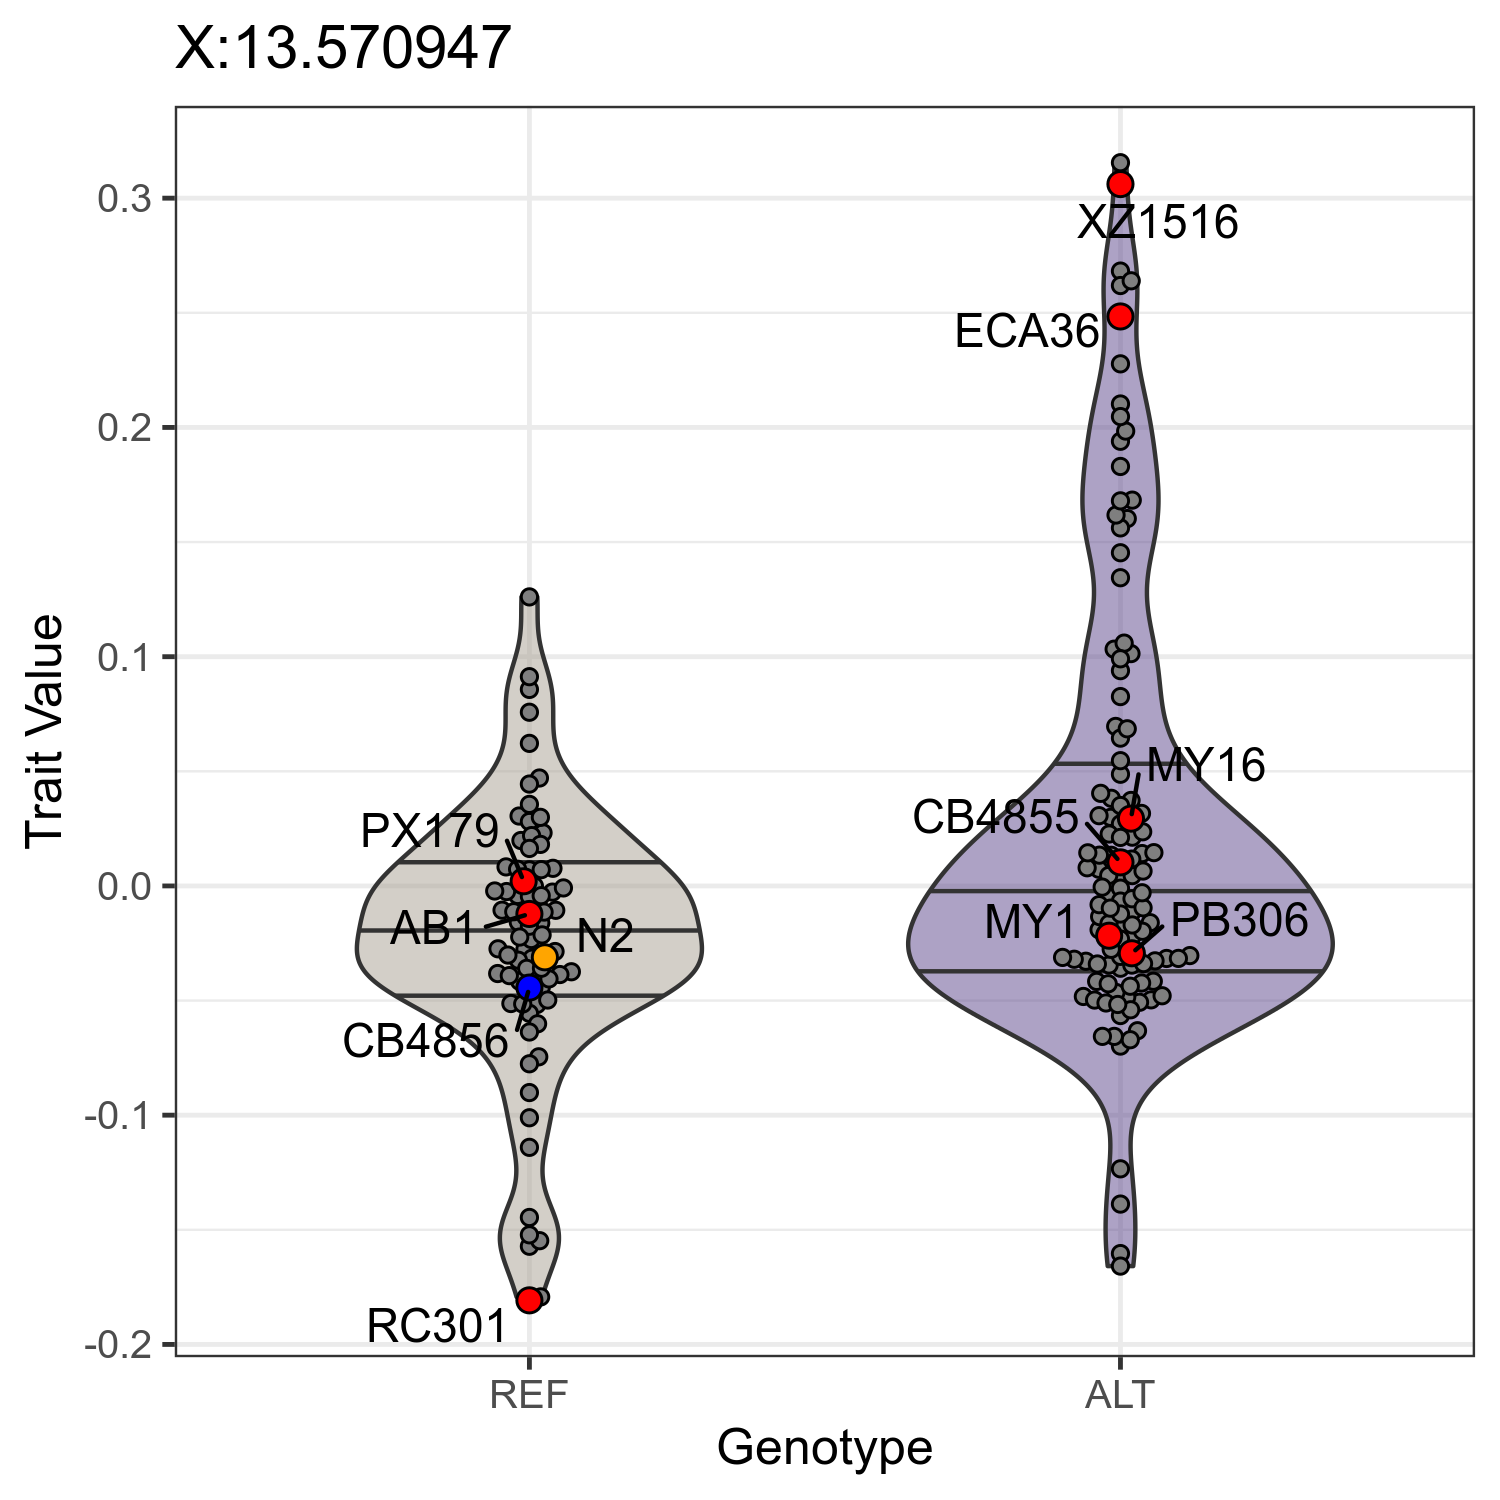 X:13.570947
Trait Value
0.3
0.2
0.1
0.0
-0.1
-0.2
XZ1516
ECA36
MY16
CB4855
PX179
MY1
PB306
AB1
N2
CB4856
RC301
REF
ALT
Genotype